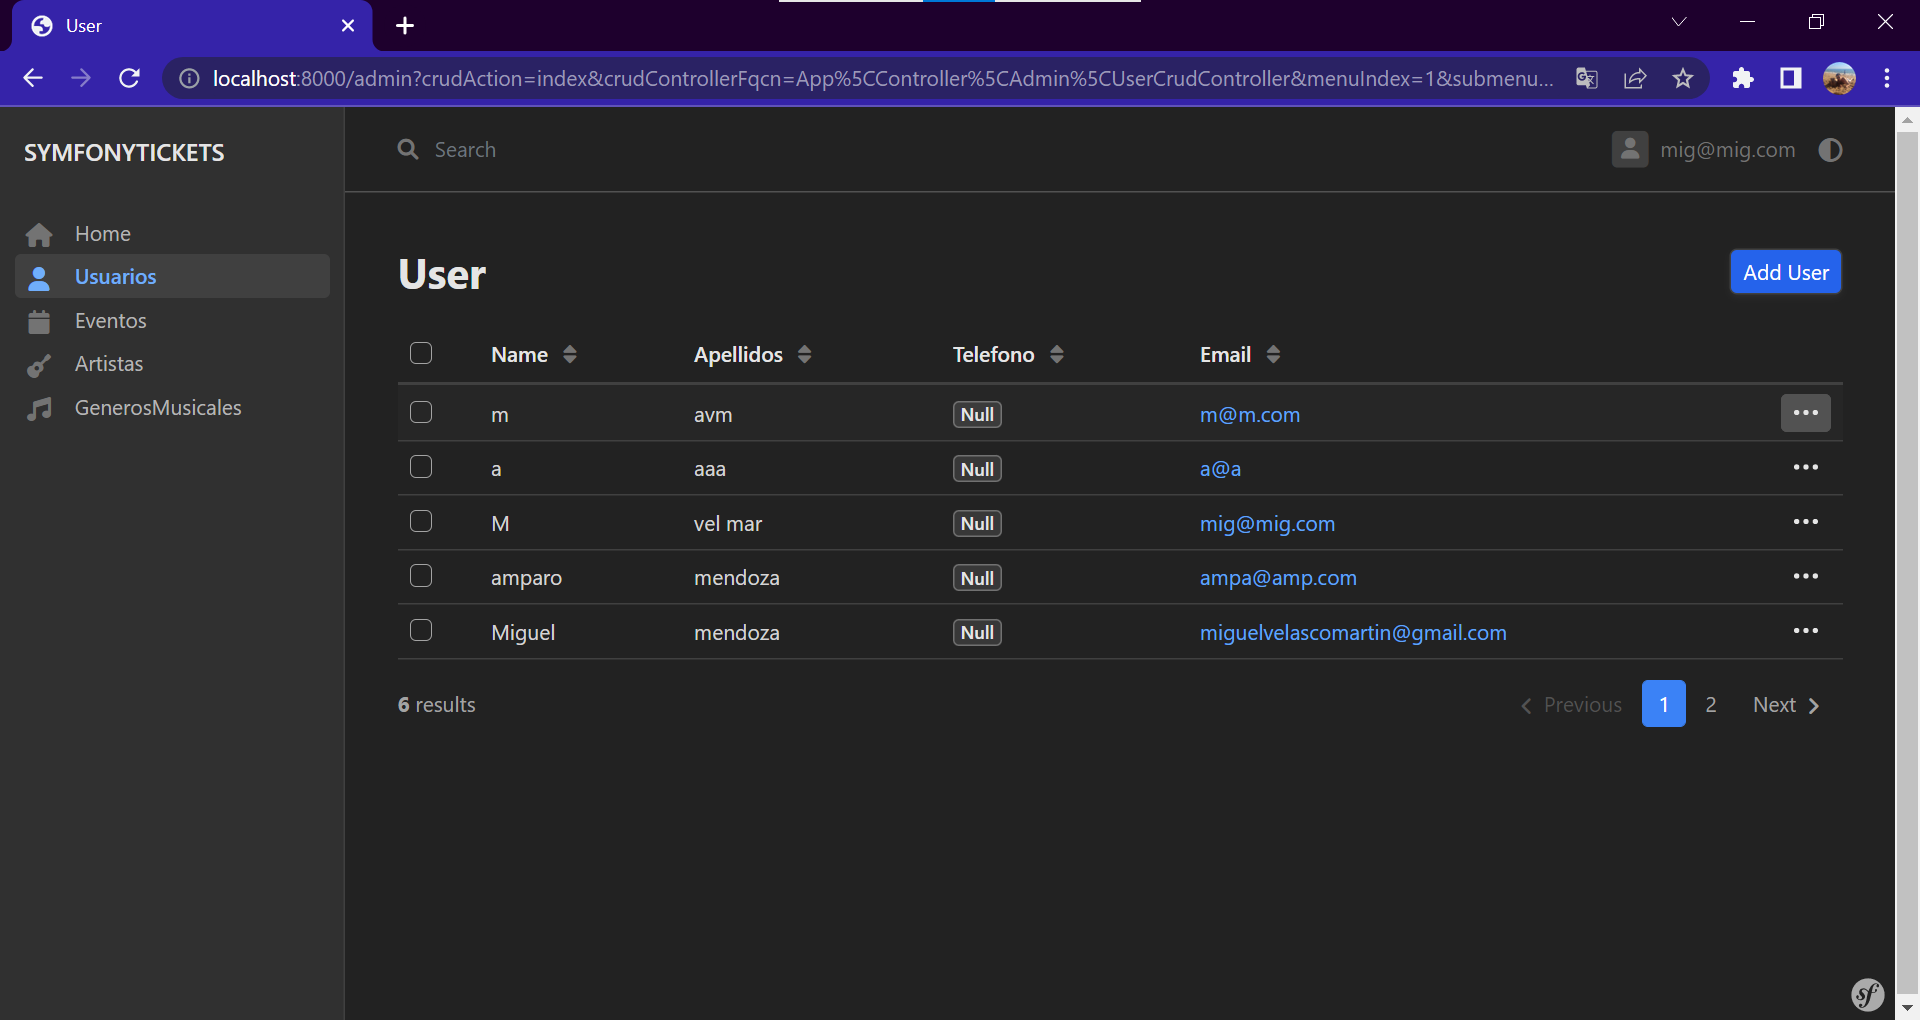 User
localhost:8000/admin?crudAction=index&crudControllerFqcn=App%5CController%5CAdmin%5CUserCrudController&menuIndex=1&submenu...
SYMFONYTICKETS
Search
mig@mig.com
Home
Usuarios
Eventos
Artistas
GenerosMusicales
User
Add User
Name Apellidos Telefono Email
m avm Null m@m.com
a aaa Null a@a
M vel mar Null mig@mig.com
amparo mendoza Null ampa@amp.com
Miguel mendoza Null miguelvelascomartin@gmail.com
6 results
Previous 1 2 Next
sf